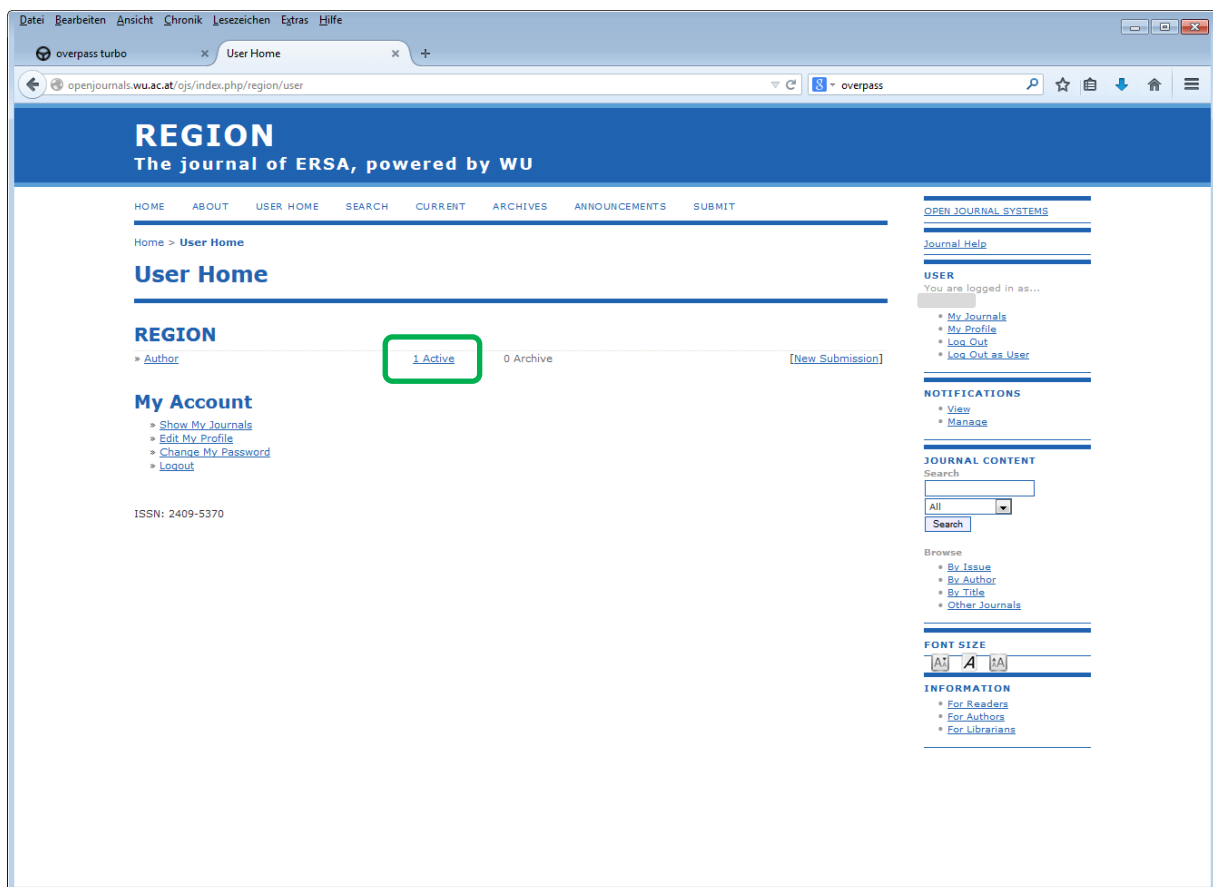 Datei Bearbeiten Ansicht Chronik Lesezeichen Extras Hilfe
overpass turbo User Home
openjournals.wu.ac.at/ojs/index.php/region/user overpass
REGION
The journal of ERSA, powered by WU
HOME ABOUT USER HOME SEARCH CURRENT ARCHIVES ANNOUNCEMENTS SUBMIT
Home > User Home
User Home
REGION
» Author 1 Active 0 Archive [New Submission]
My Account
» Show My Journals
» Edit My Profile
» Change My Password
» Logout
ISSN: 2409-5370
OPEN JOURNAL SYSTEMS
Journal Help
USER
You are logged in as...
My Journals
My Profile
Log Out
Log Out as User
NOTIFICATIONS
View
Manage
JOURNAL CONTENT
Search
All
Search
Browse
By Issue
By Author
By Title
Other Journals
FONT SIZE
A A A
INFORMATION
For Readers
For Authors
For Librarians